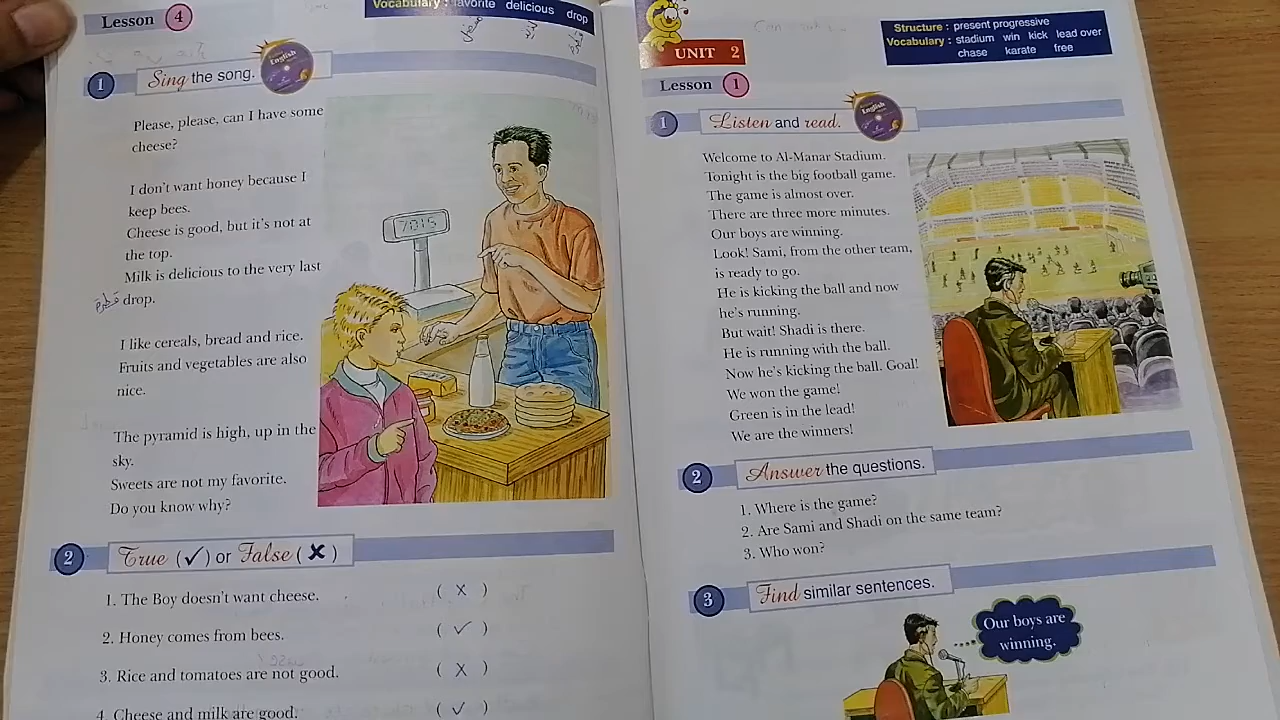 Lesson 4
Vocabulary : favorite delicious drop
1 Sing the song.
English
Please, please, can I have some
cheese?
I don't want honey because I
keep bees.
Cheese is good, but it's not at
the top.
Milk is delicious to the very last
drop.
قطرة
I like cereals, bread and rice.
Fruits and vegetables are also
nice.
The pyramid is high, up in the
sky.
Sweets are not my favorite.
Do you know why?
2 True (✓) or False (✗)
1. The Boy doesn't want cheese. ( ✗ )
2. Honey comes from bees. ( ✓ )
3. Rice and tomatoes are not good. ( ✗ )
4. Cheese and milk are good. ( ✓ )
UNIT 2
Structure : present progressive
Vocabulary : stadium win kick lead over
chase karate free
Lesson 1
1 Listen and read.
English
Welcome to Al-Manar Stadium.
Tonight is the big football game.
The game is almost over.
There are three more minutes.
Our boys are winning.
Look! Sami, from the other team,
is ready to go.
He is kicking the ball and now
he's running.
But wait! Shadi is there.
He is running with the ball.
Now he's kicking the ball. Goal!
We won the game!
Green is in the lead!
We are the winners!
2 Answer the questions.
1. Where is the game?
2. Are Sami and Shadi on the same team?
3. Who won?
3 Find similar sentences.
Our boys are
winning.